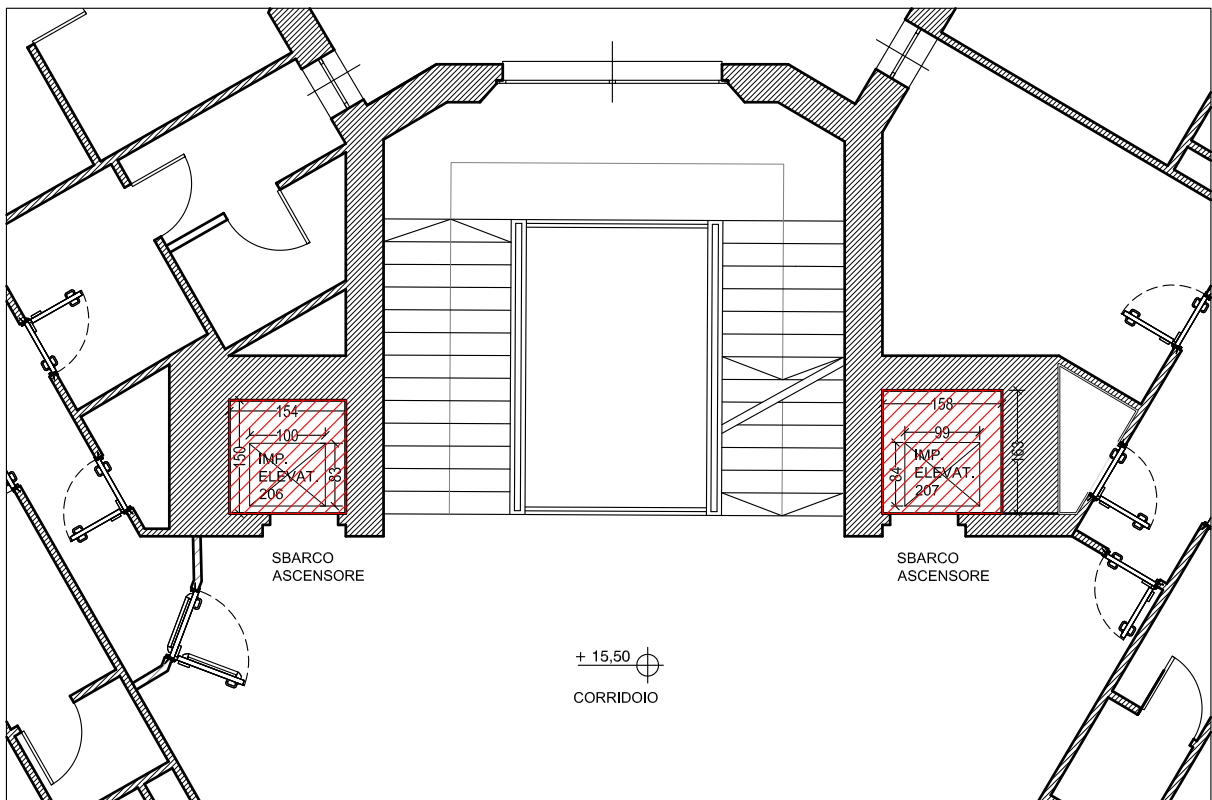 154
100
150
83
IMP.
ELEVAT.
206
158
99
84
163
IMP.
ELEVAT.
207
SBARCO
ASCENSORE
SBARCO
ASCENSORE
+ 15,50
CORRIDOIO